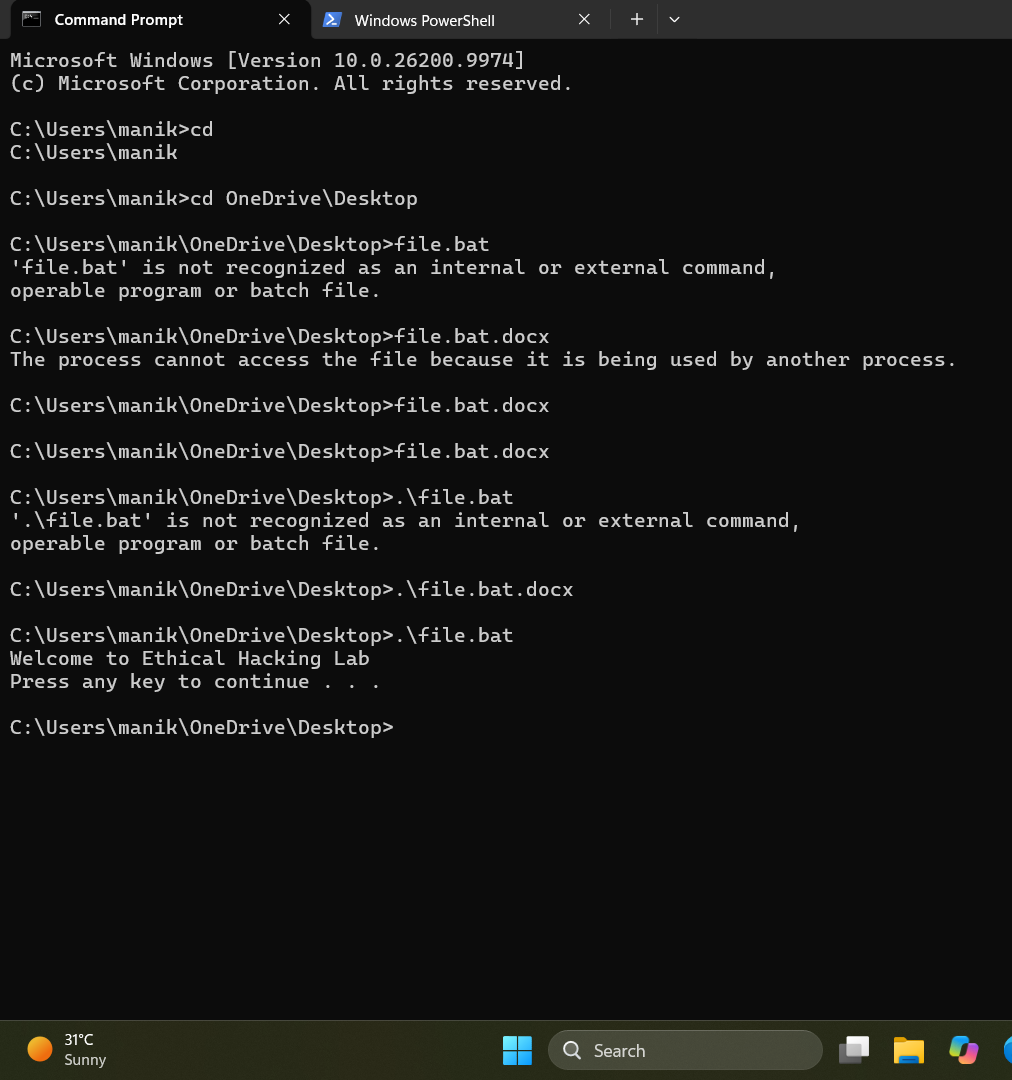 Command Prompt
Windows PowerShell
Microsoft Windows [Version 10.0.26200.9974]
(c) Microsoft Corporation. All rights reserved.
C:\Users\manik>cd
C:\Users\manik
C:\Users\manik>cd OneDrive\Desktop
C:\Users\manik\OneDrive\Desktop>file.bat
'file.bat' is not recognized as an internal or external command,
operable program or batch file.
C:\Users\manik\OneDrive\Desktop>file.bat.docx
The process cannot access the file because it is being used by another process.
C:\Users\manik\OneDrive\Desktop>file.bat.docx
C:\Users\manik\OneDrive\Desktop>file.bat.docx
C:\Users\manik\OneDrive\Desktop>.\file.bat
'.\file.bat' is not recognized as an internal or external command,
operable program or batch file.
C:\Users\manik\OneDrive\Desktop>.\file.bat.docx
C:\Users\manik\OneDrive\Desktop>.\file.bat
Welcome to Ethical Hacking Lab
Press any key to continue . . .
C:\Users\manik\OneDrive\Desktop>
31°C
Sunny
Search